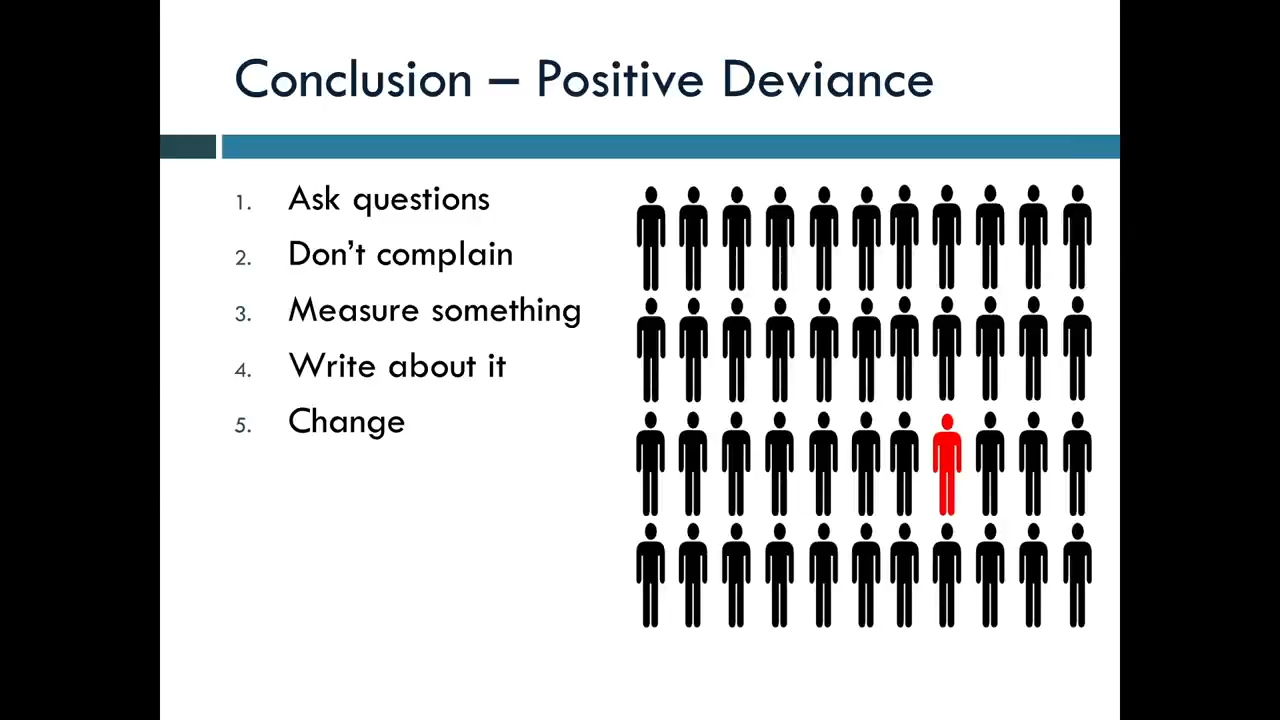 Conclusion – Positive Deviance
1. Ask questions
2. Don’t complain
3. Measure something
4. Write about it
5. Change